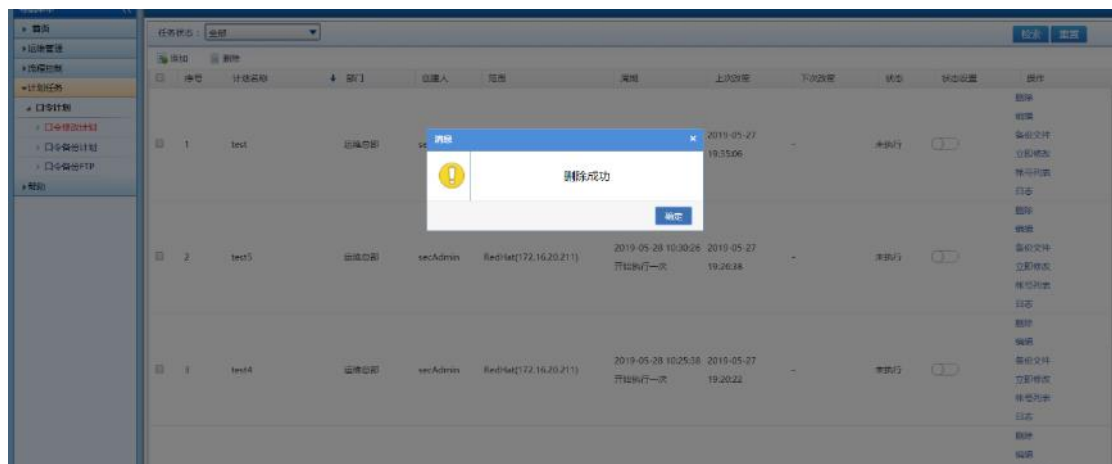 首页
运维管理
流程控制
计划任务
口令计划
口令修改计划
口令备份计划
口令备份FTP
帮助
任务状态： 全部
检索 重置
添加 删除
序号 计划名称 部门 创建人 范围 周期 上次改密 下次改密 状态 状态设置 操作
删除
编辑
备份文件
1 test 运维总部 2019-05-27 未执行
19:35:06
立即修改
帐号列表
日志
消息
删除成功
确定
删除
编辑
备份文件
2 test5 运维总部 secAdmin RedHat(172.16.20.211) 2019-05-28 10:30:26 2019-05-27 - 未执行
开始执行一次 19:26:38
立即修改
帐号列表
日志
删除
编辑
备份文件
3 test4 运维总部 secAdmin RedHat(172.16.20.211) 2019-05-28 10:25:38 2019-05-27 - 未执行
开始执行一次 19:20:22
立即修改
帐号列表
日志
删除
编辑